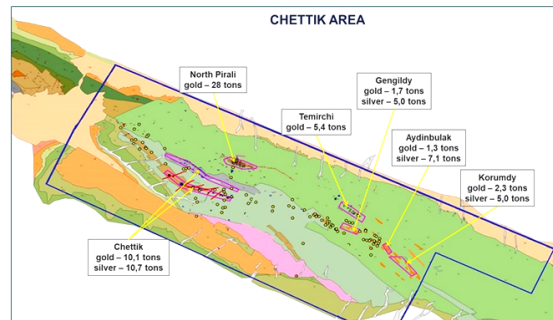 CHETTIK AREA
North Pirali
gold – 28 tons
Gengildy
gold – 1,7 tons
silver – 5,0 tons
Temirchi
gold – 5,4 tons
Aydinbulak
gold – 1,3 tons
silver – 7,1 tons
Korumdy
gold – 2,3 tons
silver – 5,0 tons
Chettik
gold – 10,1 tons
silver – 10,7 tons